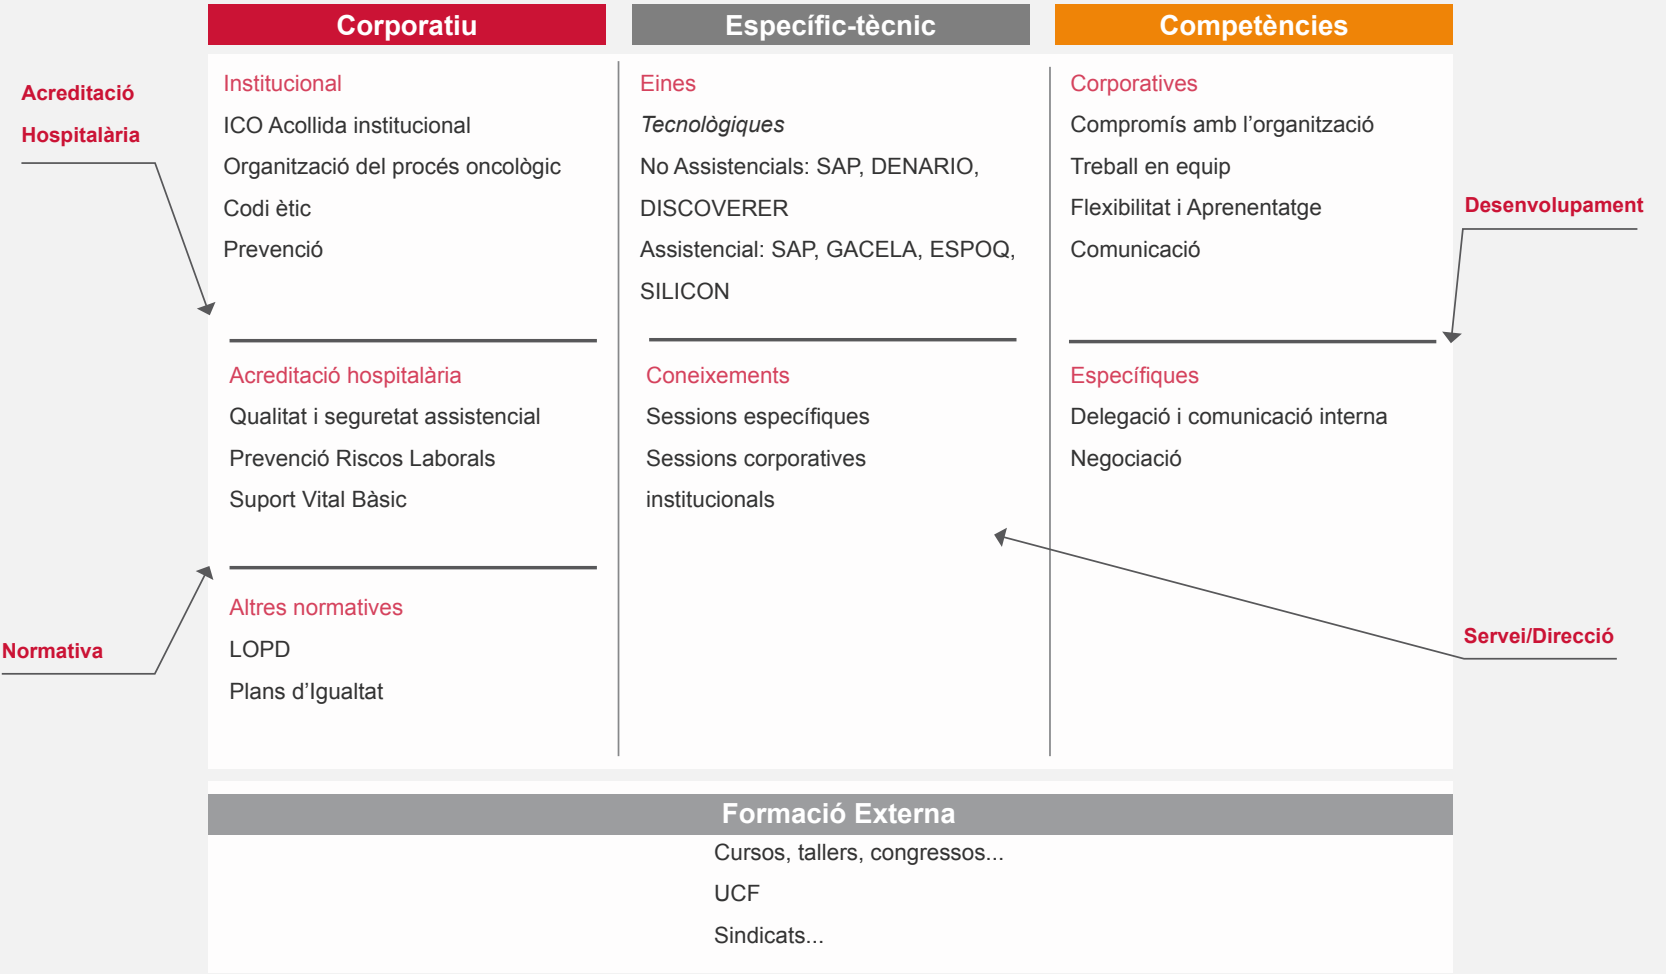 Corporatiu
Específic-tècnic
Competències
Acreditació
Hospitalària
Normativa
Institucional
ICO Acollida institucional
Organització del procés oncològic
Codi ètic
Prevenció
Acreditació hospitalària
Qualitat i seguretat assistencial
Prevenció Riscos Laborals
Suport Vital Bàsic
Altres normatives
LOPD
Plans d’Igualtat
Eines
Tecnològiques
No Assistencials: SAP, DENARIO,
DISCOVERER
Assistencial: SAP, GACELA, ESPOQ,
SILICON
Coneixements
Sessions específiques
Sessions corporatives
institucionals
Corporatives
Compromís amb l’organització
Treball en equip
Flexibilitat i Aprenentatge
Comunicació
Específiques
Delegació i comunicació interna
Negociació
Desenvolupament
Servei/Direcció
Formació Externa
Cursos, tallers, congressos...
UCF
Sindicats...